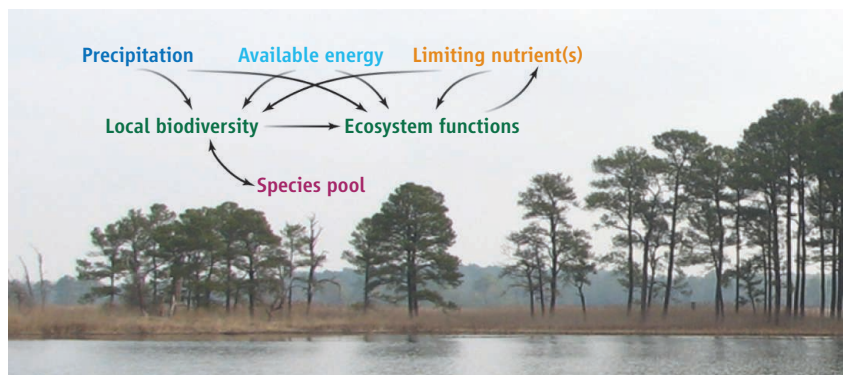 Precipitation Available energy Limiting nutrient(s)
Local biodiversity Ecosystem functions
Species pool